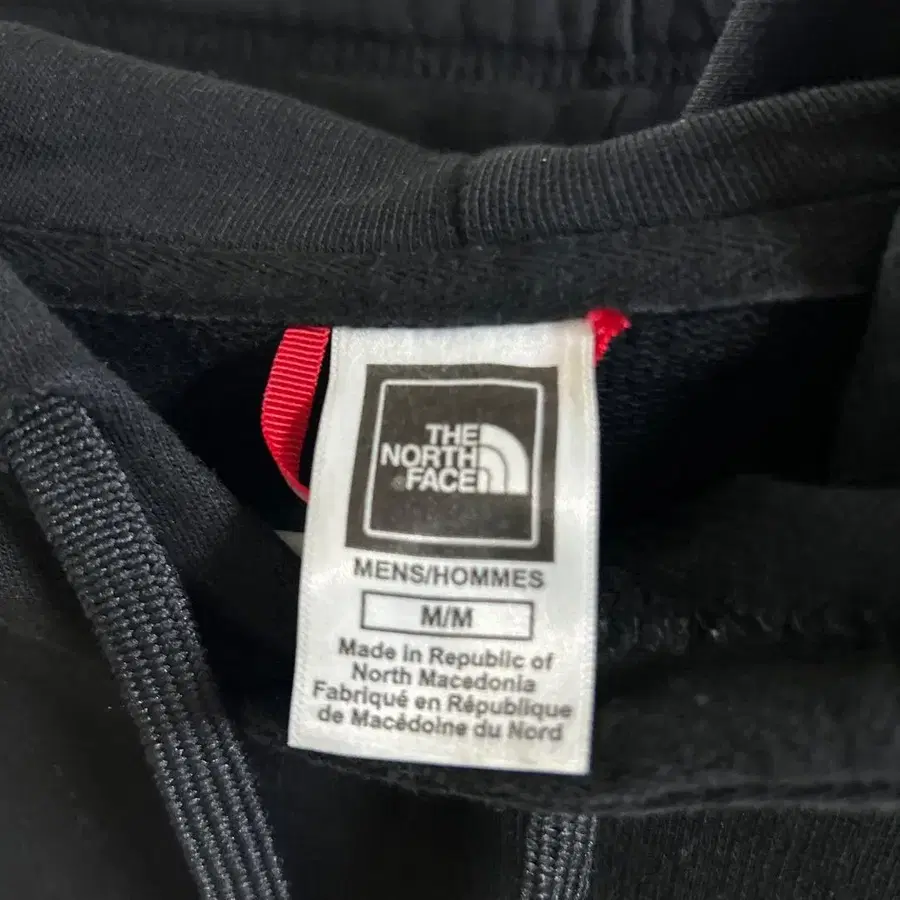 THE
NORTH
FACE
MENS/HOMMES
M/M
Made in Republic of
North Macedonia
Fabriqué en République
de Macédoine du Nord